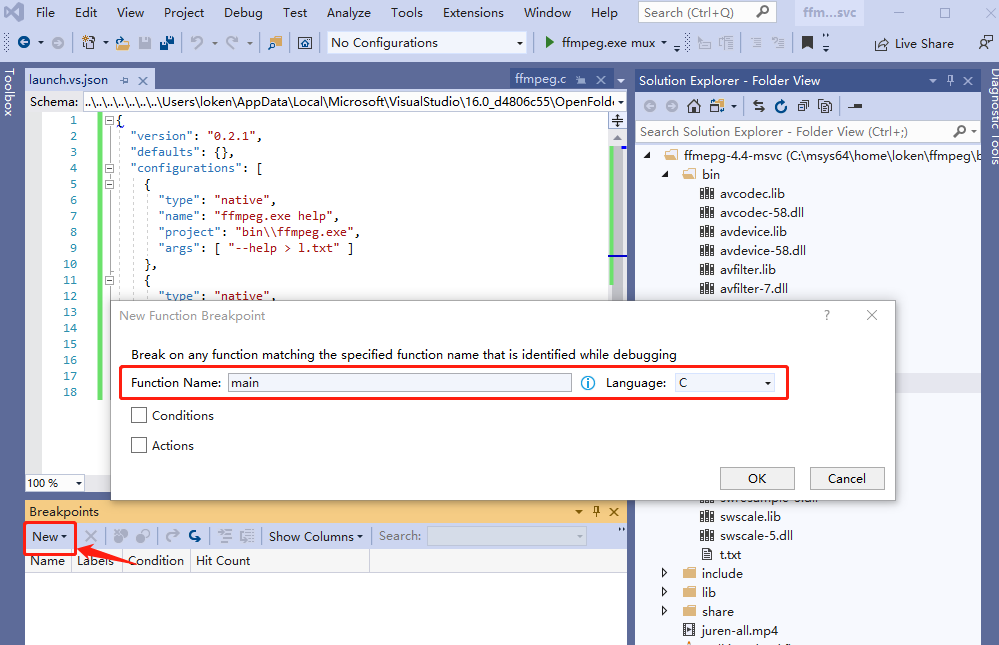 File Edit View Project Debug Test Analyze Tools Extensions Window Help Search (Ctrl+Q) ffm...svc
No Configurations ffmpeg.exe mux Live Share
Toolbox
launch.vs.json ffmpeg.c
Schema: ..\..\..\..\..\..\Users\loken\AppData\Local\Microsoft\VisualStudio\16.0_d4806c55\OpenFolde
1 {
2 "version": "0.2.1",
3 "defaults": {},
4 "configurations": [
5 {
6 "type": "native",
7 "name": "ffmpeg.exe help",
8 "project": "bin\\ffmpeg.exe",
9 "args": [ "--help > l.txt" ]
10 },
11 {
12 "type": "native",
13
14
15
16
17
18
100 %
New Function Breakpoint ?
Break on any function matching the specified function name that is identified while debugging
Function Name: main Language: C
Conditions
Actions
OK Cancel
Breakpoints
New Show Columns Search:
Name Labels Condition Hit Count
Solution Explorer - Folder View
Search Solution Explorer - Folder View (Ctrl+;)
ffmepg-4.4-msvc (C:\msys64\home\loken\ffmpeg\b
bin
avcodec.lib
avcodec-58.dll
avdevice.lib
avdevice-58.dll
avfilter.lib
avfilter-7.dll
swscale.lib
swscale-5.dll
t.txt
include
lib
share
juren-all.mp4
Diagnostic Tools